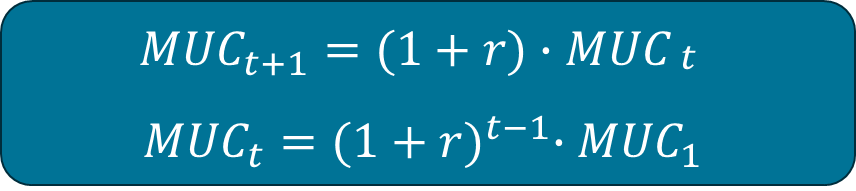 MUC_{t+1} = (1 + r) · MUC_t
MUC_t = (1 + r)^{t−1} · MUC_1